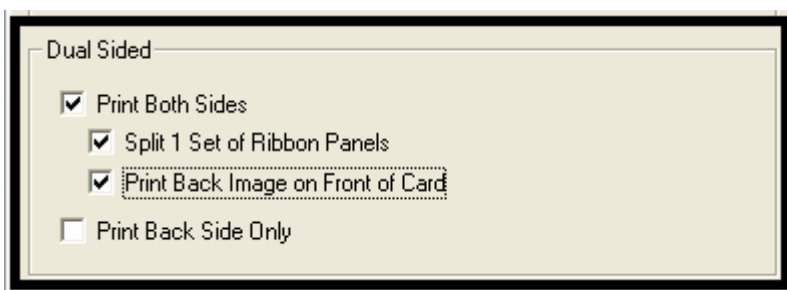 Dual Sided
Print Both Sides
Split 1 Set of Ribbon Panels
Print Back Image on Front of Card
Print Back Side Only